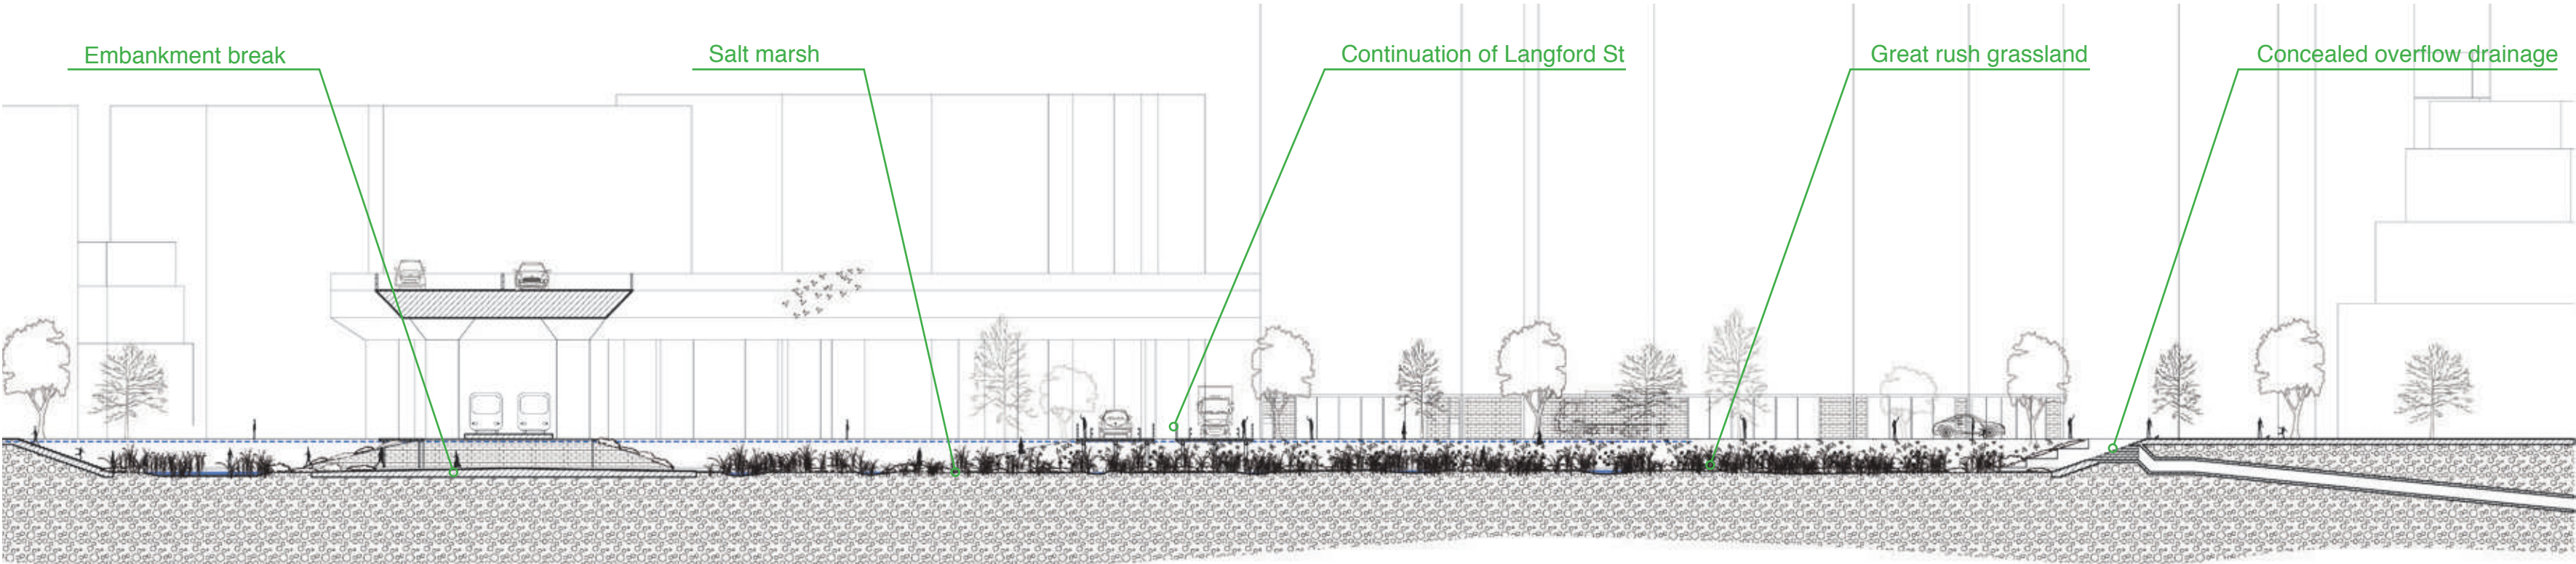 Embankment break
Salt marsh
Continuation of Langford St
Great rush grassland
Concealed overflow drainage